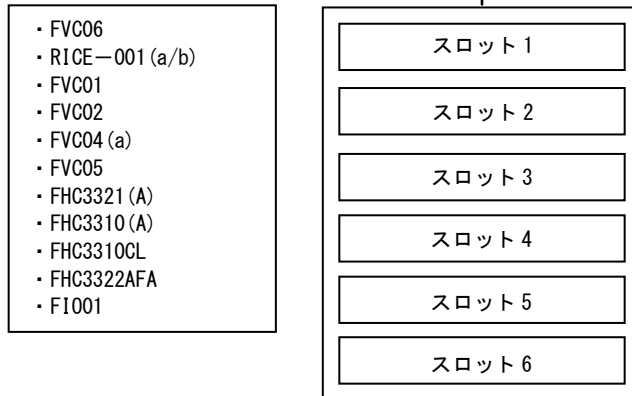 ・FVC06
・RICE－001(a/b)
・FVC01
・FVC02
・FVC04(a)
・FVC05
・FHC3321(A)
・FHC3310(A)
・FHC3310CL
・FHC3322AFA
・FI001
スロット1
スロット2
スロット3
スロット4
スロット5
スロット6